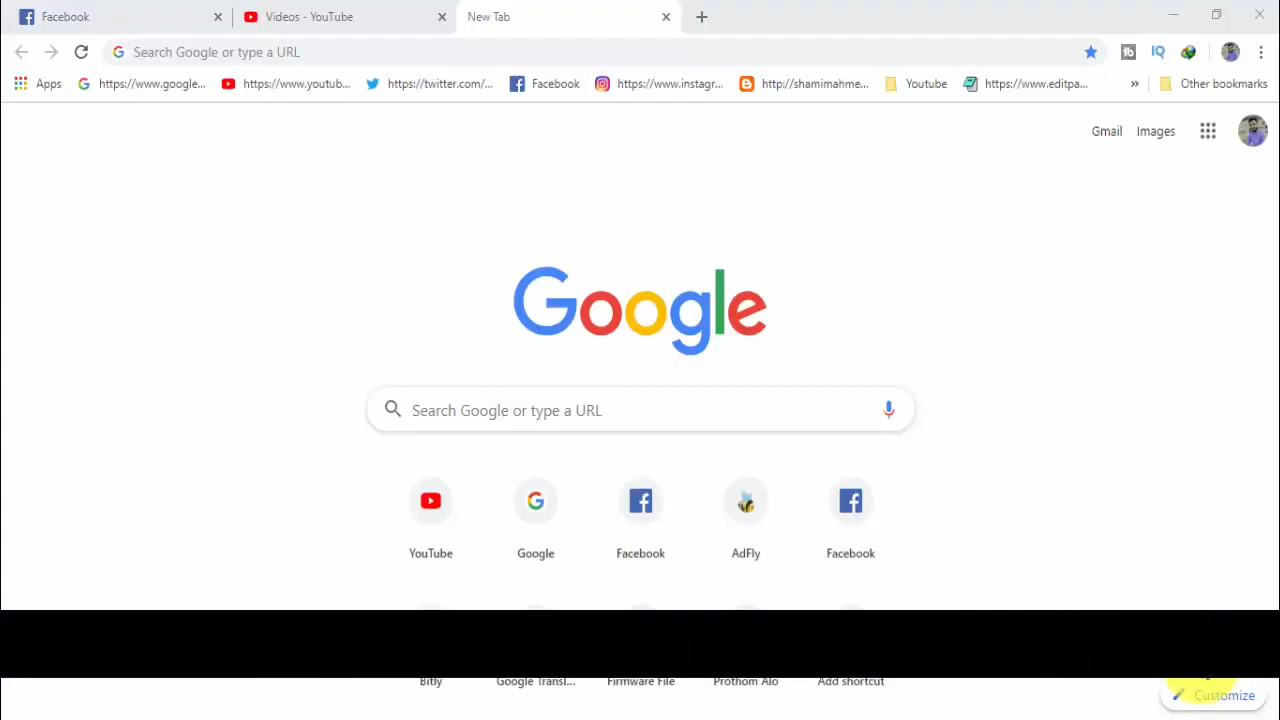 Facebook
Videos - YouTube
New Tab
Search Google or type a URL
Apps
https://www.google...
https://www.youtub...
https://twitter.com/...
Facebook
https://www.instagr...
http://shamimahme...
Youtube
https://www.editpa...
»
Other bookmarks
Gmail
Images
Google
Search Google or type a URL
YouTube
Google
Facebook
AdFly
Facebook
Bitly
Google Transl...
Firmware File
Prothom Alo
Add shortcut
Customize